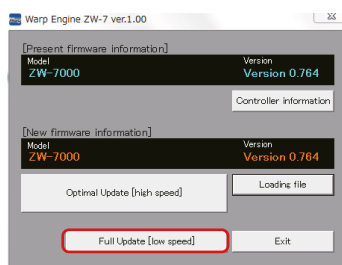 Warp Engine ZW-7 ver.1.00
[Present firmware information]
Model Version
ZW-7000 Version 0.764
Controller information
[New firmware information]
Model Version
ZW-7000 Version 0.764
Optimal Update [high speed] Loading file
Full Update [low speed] Exit